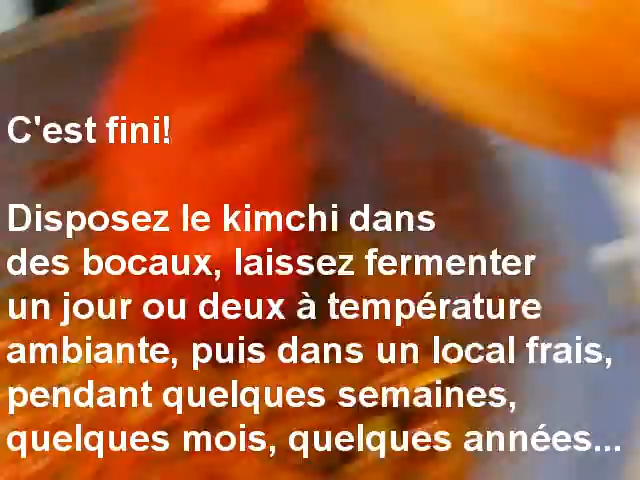 C'est fini!
Disposez le kimchi dans
des bocaux, laissez fermenter
un jour ou deux à température
ambiante, puis dans un local frais,
pendant quelques semaines,
quelques mois, quelques années...